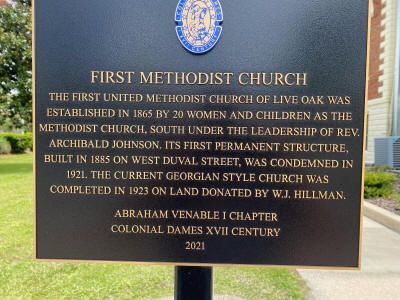 FIRST METHODIST CHURCH
THE FIRST UNITED METHODIST CHURCH OF LIVE OAK WAS
ESTABLISHED IN 1865 BY 20 WOMEN AND CHILDREN AS THE
METHODIST CHURCH, SOUTH UNDER THE LEADERSHIP OF REV.
ARCHIBALD JOHNSON. ITS FIRST PERMANENT STRUCTURE,
BUILT IN 1885 ON WEST DUVAL STREET, WAS CONDEMNED IN
1921. THE CURRENT GEORGIAN STYLE CHURCH WAS
COMPLETED IN 1923 ON LAND DONATED BY W.J. HILLMAN.
ABRAHAM VENABLE I CHAPTER
COLONIAL DAMES XVII CENTURY
2021